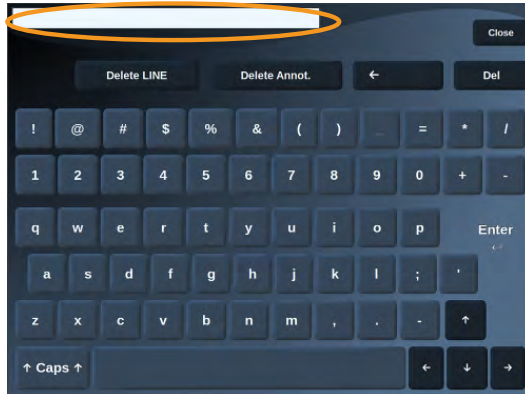 Close
Delete LINE Delete Annot. ← Del
! @ # $ % & ( ) _ = * /
1 2 3 4 5 6 7 8 9 0 + -
q w e r t y u i o p Enter
a s d f g h j k l ; '
z x c v b n m , . - ↑
↑ Caps ↑ ← ↓ →